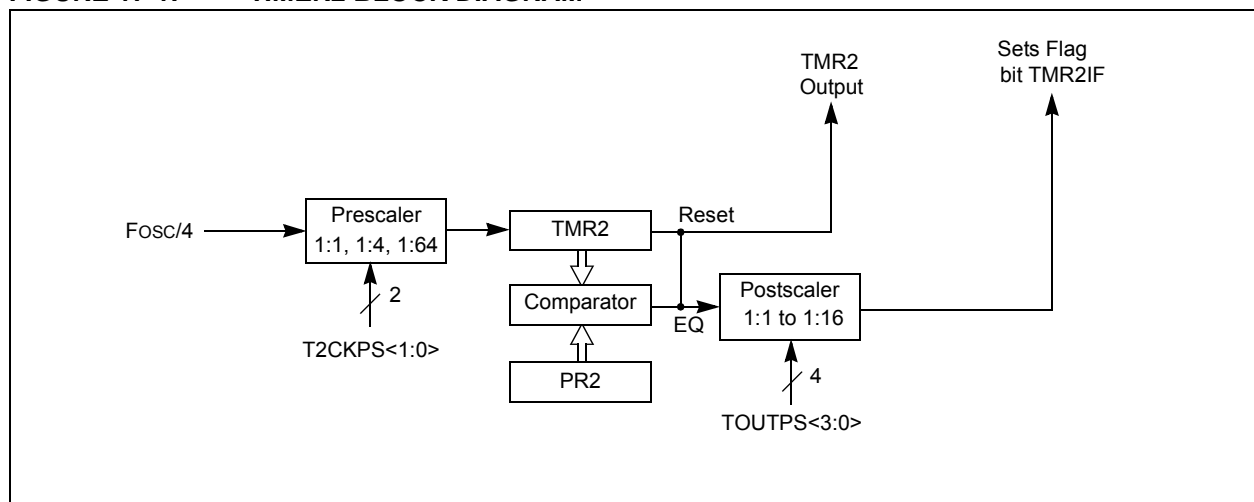 TMR2
Output
Sets Flag
bit TMR2IF
FOSC/4
Prescaler
1:1, 1:4, 1:64
2
T2CKPS<1:0>
TMR2
Reset
Comparator
EQ
PR2
Postscaler
1:1 to 1:16
4
TOUTPS<3:0>